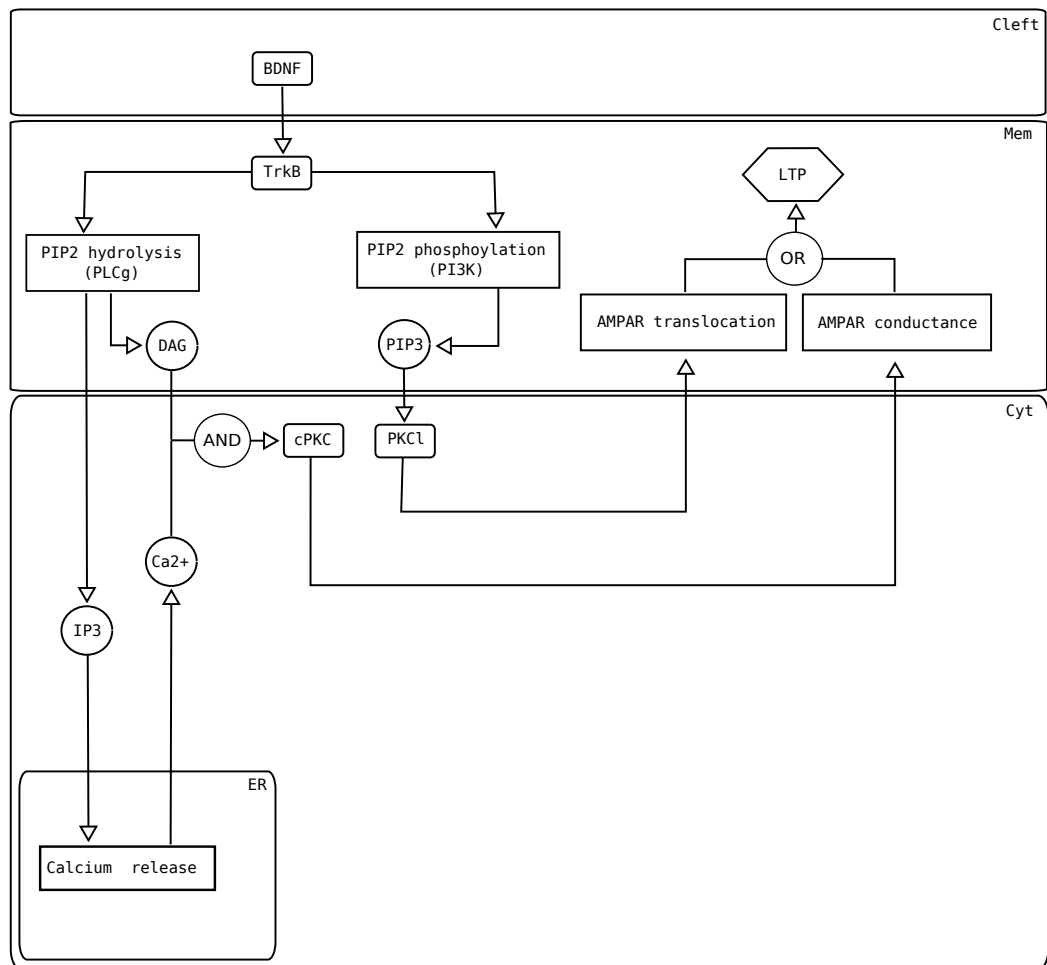 Cleft
BDNF
Mem
TrkB
LTP
PIP2 hydrolysis
(PLCg)
PIP2 phosphoylation
(PI3K)
OR
DAG
PIP3
AMPAR translocation
AMPAR conductance
Cyt
AND
cPKC
PKCl
Ca2+
IP3
ER
Calcium release